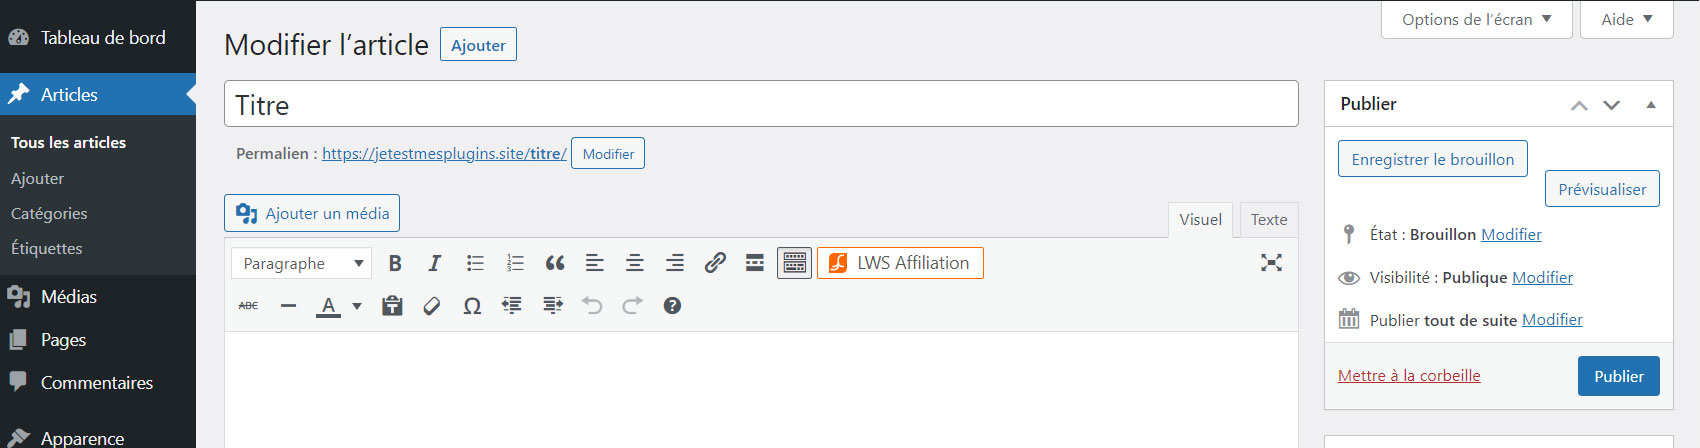 Tableau de bord
Articles
Tous les articles
Ajouter
Catégories
Étiquettes
Médias
Pages
Commentaires
Apparence
Options de l’écran
Aide
Modifier l’article
Ajouter
Titre
Permalien : https://jetestmesplugins.site/titre/ Modifier
Ajouter un média
Visuel
Texte
Paragraphe
B I
LWS Affiliation
ABC
A
Ω
Publier
Enregistrer le brouillon
Prévisualiser
État : Brouillon Modifier
Visibilité : Publique Modifier
Publier tout de suite Modifier
Mettre à la corbeille
Publier